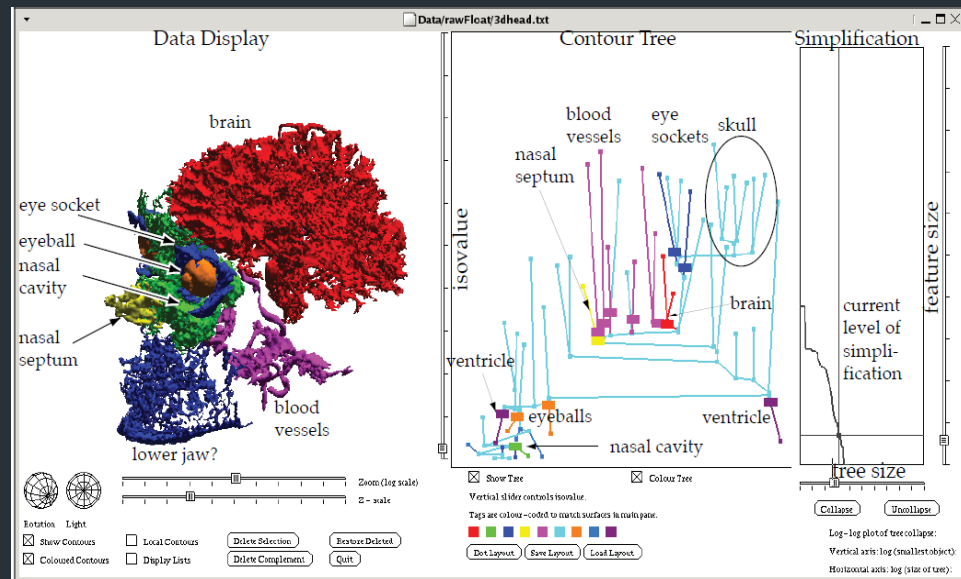 Data/rawFloat/3dhead.txt
Data Display
Contour Tree
Simplification
brain
eye socket
eyeball
nasal
cavity
nasal
septum
blood
vessels
lower jaw?
isovalue
blood
vessels
eye
sockets
skull
nasal
septum
brain
ventricle
eyeballs
ventricle
nasal cavity
feature size
current
level of
simpli-
fication
tree size
Rotation
Light
Zoom (log scale)
Z - scale
Show Contours
Local Contours
Coloured Contours
Display Lists
Delete Selection
Restore Deleted
Delete Complement
Quit
Show Tree
Colour Tree
Vertical slider controls isovalue.
Tags are colour-coded to match surfaces in main pane.
Dot Layout
Save Layout
Load Layout
Collapse
Uncollapse
Log-log plot of tree collapse:
Vertical axis: log (smallest object):
Horizontal axis: log (size of tree):